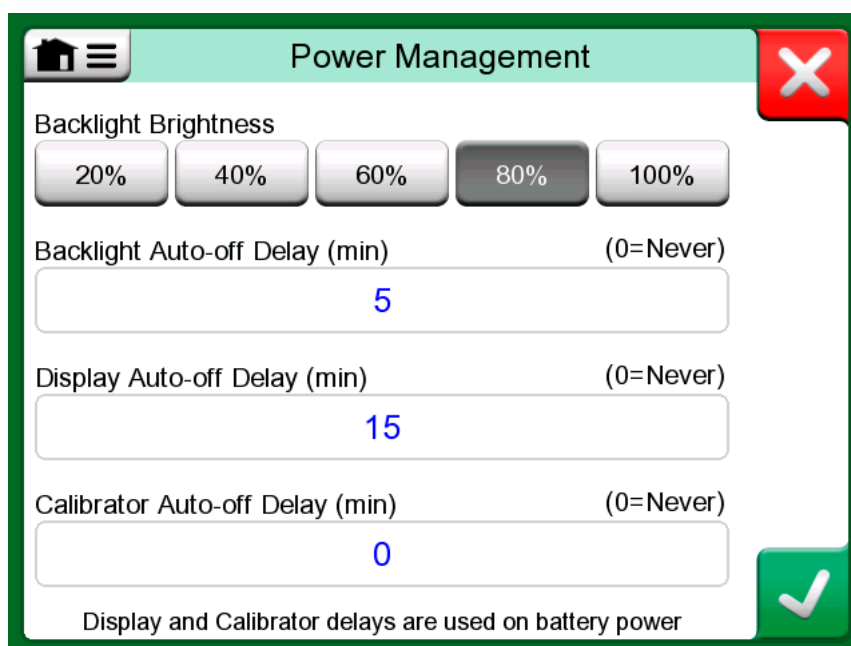 Power Management
Backlight Brightness
20% 40% 60% 80% 100%
Backlight Auto-off Delay (min) (0=Never)
5
Display Auto-off Delay (min) (0=Never)
15
Calibrator Auto-off Delay (min) (0=Never)
0
Display and Calibrator delays are used on battery power